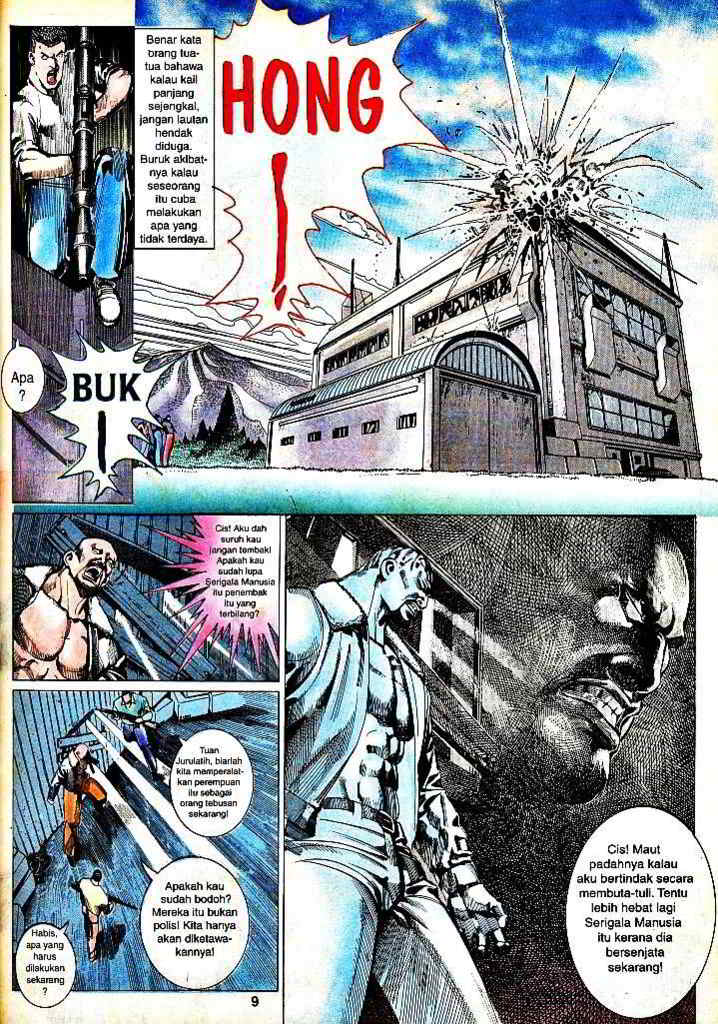 Benar kata
orang tua-
tua bahawa
kalau kail
panjang
sejengkal,
jangan lautan
hendak
diduga.
Buruk akibat-
nya kalau
seseorang
itu cuba
melakukan
apa yang
tidak terdaya.
HONG
!
Apa
?
BUK
!
Cis! Aku dah
suruh kau
jangan tembak!
Apakah kau
sudah lupa
Serigala Manusia
itu penembak
itu yang
terbilang?
Tuan
Jurulatih, biarlah
kita memperalat-
kan perempuan
itu sebagai
orang tebusan
sekarang!
Apakah kau
sudah bodoh?
Mereka itu bukan
polis! Kita hanya
akan diketawa-
kannya!
Habis,
apa yang
harus
dilakukan
sekarang
?
Cis! Maut
padahnya kalau
aku bertindak secara
membuta-tuli. Tentu
lebih hebat lagi
Serigala Manusia
itu kerana dia
bersenjata
sekarang!
9